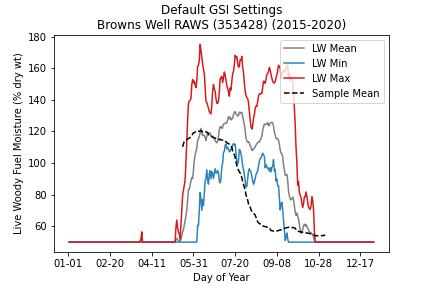 Default GSI Settings
Browns Well RAWS (353428) (2015-2020)
Live Woody Fuel Moisture (% dry wt)
180
160
140
120
100
80
60
LW Mean
LW Min
LW Max
Sample Mean
01-01 02-20 04-11 05-31 07-20 09-08 10-28 12-17
Day of Year